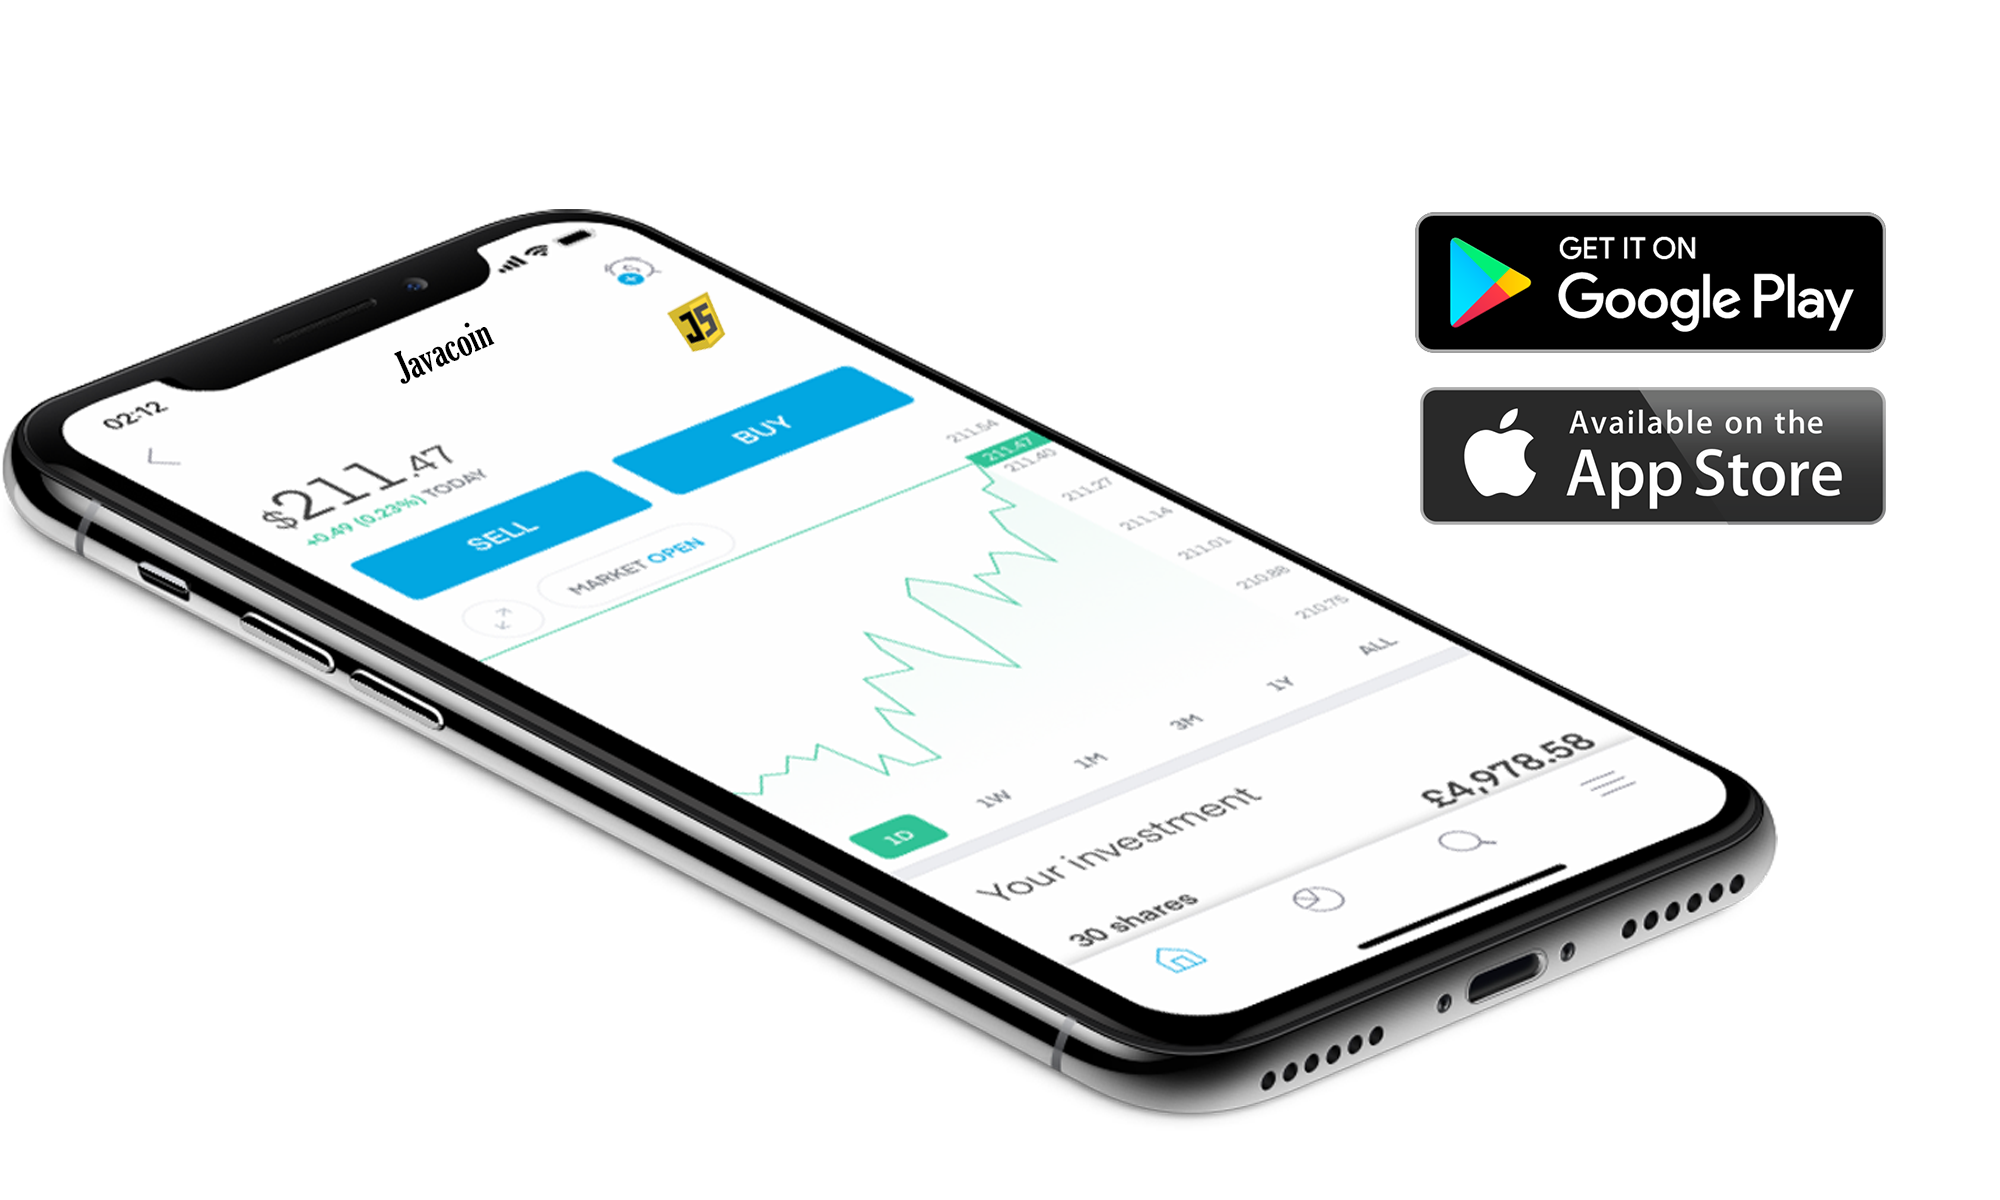 02:12
Javacoin
JS
$211.47
+0.49 (0.23%) TODAY
SELL
BUY
MARKET OPEN
211.54
211.47
211.40
211.27
211.14
211.01
210.88
210.75
1D
1W
1M
3M
1Y
ALL
Your investment
£4,978.58
30 shares
GET IT ON
Google Play
Available on the
App Store